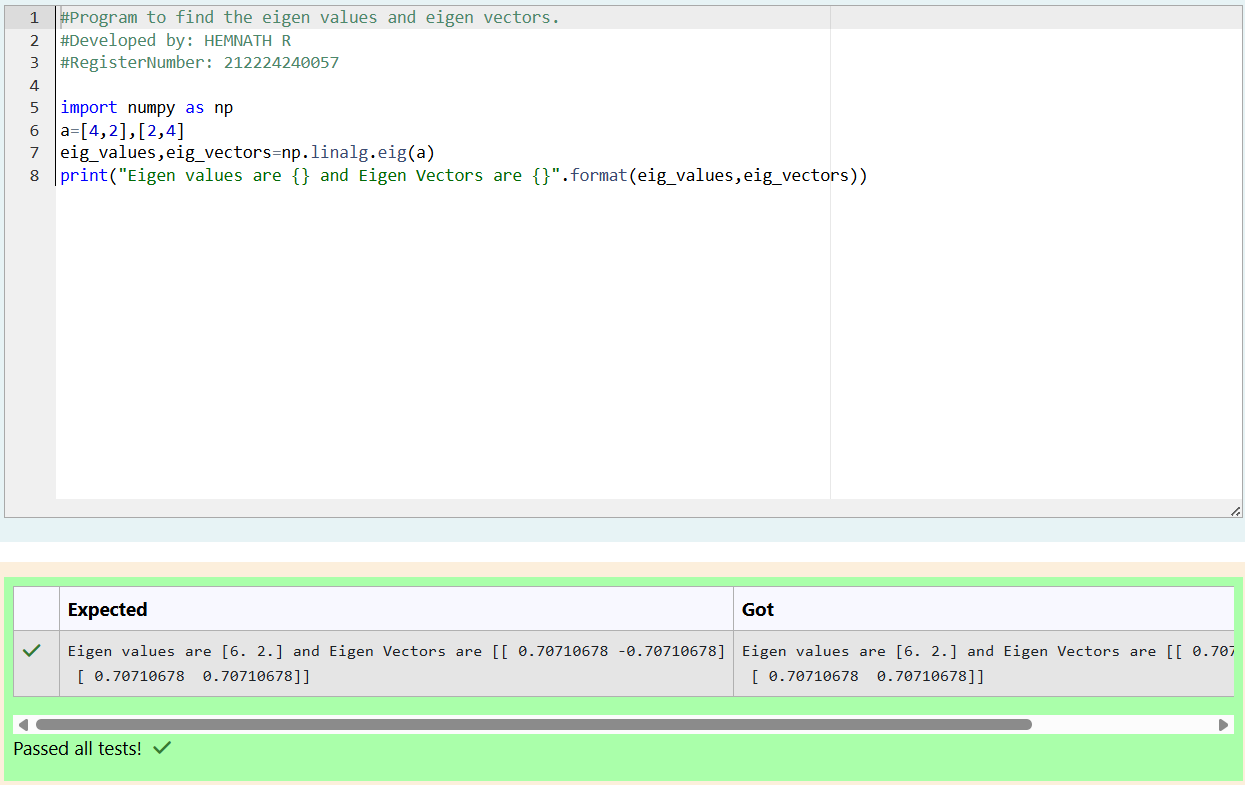 1 #Program to find the eigen values and eigen vectors.
2 #Developed by: HEMNATH R
3 #RegisterNumber: 212224240057
4
5 import numpy as np
6 a=[4,2],[2,4]
7 eig_values,eig_vectors=np.linalg.eig(a)
8 print("Eigen values are {} and Eigen Vectors are {}".format(eig_values,eig_vectors))
Expected Got
Eigen values are [6. 2.] and Eigen Vectors are [[ 0.70710678 -0.70710678] Eigen values are [6. 2.] and Eigen Vectors are [[ 0.707
[ 0.70710678 0.70710678]] [ 0.70710678 0.70710678]]
Passed all tests!